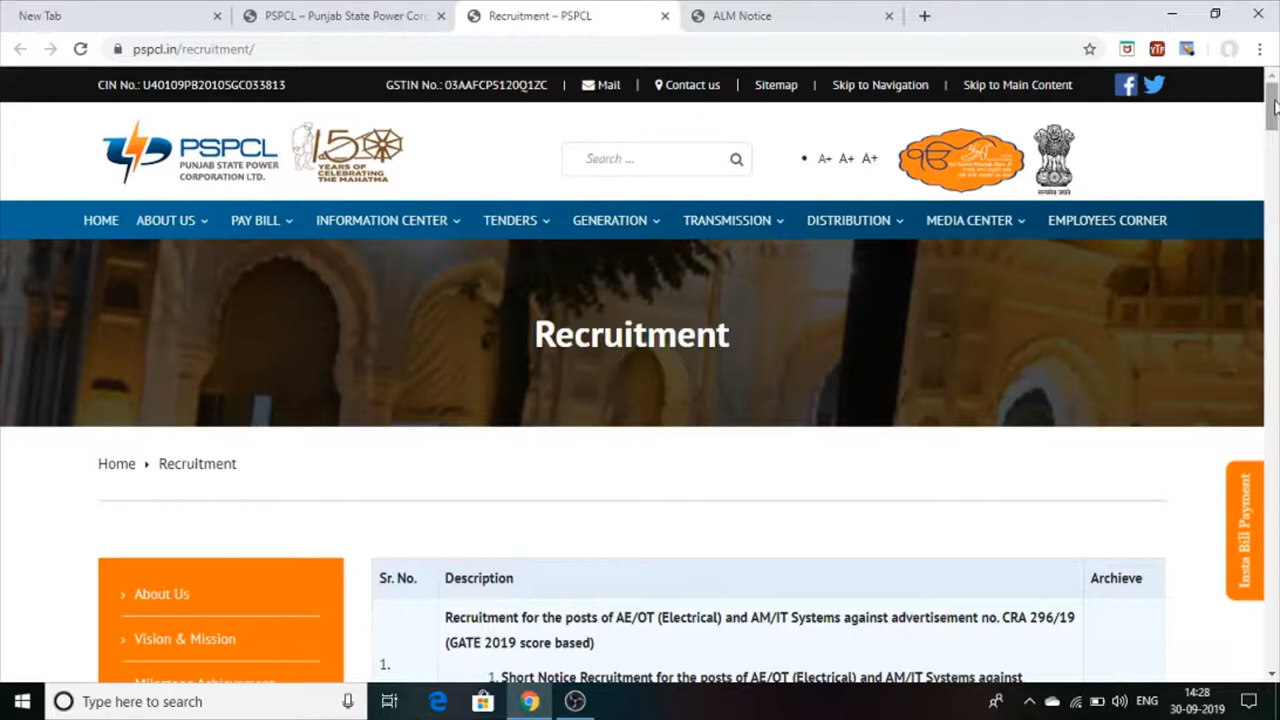 New Tab
PSPCL – Punjab State Power Cor
Recruitment – PSPCL
ALM Notice
pspcl.in/recruitment/
CIN No.: U40109PB2010SGC033813
GSTIN No.: 03AAFCP5120Q1ZC
Mail
Contact us
Sitemap
Skip to Navigation
Skip to Main Content
PSPCL
PUNJAB STATE POWER
CORPORATION LTD.
150
YEARS OF
CELEBRATING
THE MAHATMA
Search ...
A+ A+ A+
HOME ABOUT US PAY BILL INFORMATION CENTER TENDERS GENERATION TRANSMISSION DISTRIBUTION MEDIA CENTER EMPLOYEES CORNER
Recruitment
Home Recruitment
Insta Bill Payment
About Us
Vision & Mission
Sr. No. Description Archieve
Recruitment for the posts of AE/OT (Electrical) and AM/IT Systems against advertisement no. CRA 296/19
(GATE 2019 score based)
1.
1. Short Notice Recruitment for the posts of AE/OT (Electrical) and AM/IT Systems against
Type here to search
ENG
14:28
30-09-2019